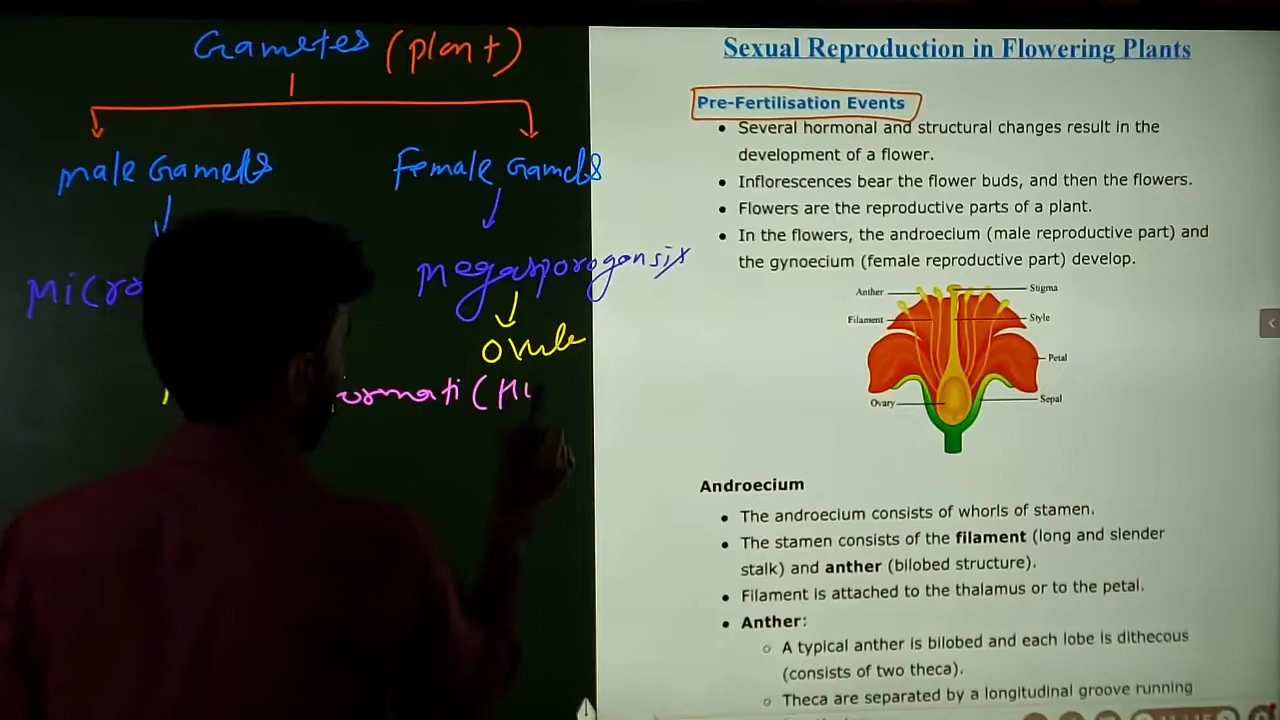 Gametes (plant)
male Gamets
Female Gamets
Micro
Megasporogensis
Ovule
ormati (MI
Sexual Reproduction in Flowering Plants
Pre-Fertilisation Events
• Several hormonal and structural changes result in the
development of a flower.
• Inflorescences bear the flower buds, and then the flowers.
• Flowers are the reproductive parts of a plant.
• In the flowers, the androecium (male reproductive part) and
the gynoecium (female reproductive part) develop.
Anther
Stigma
Filament
Style
Petal
Ovary
Sepal
Androecium
• The androecium consists of whorls of stamen.
• The stamen consists of the filament (long and slender
stalk) and anther (bilobed structure).
• Filament is attached to the thalamus or to the petal.
• Anther:
o A typical anther is bilobed and each lobe is dithecous
(consists of two theca).
o Theca are separated by a longitudinal groove running